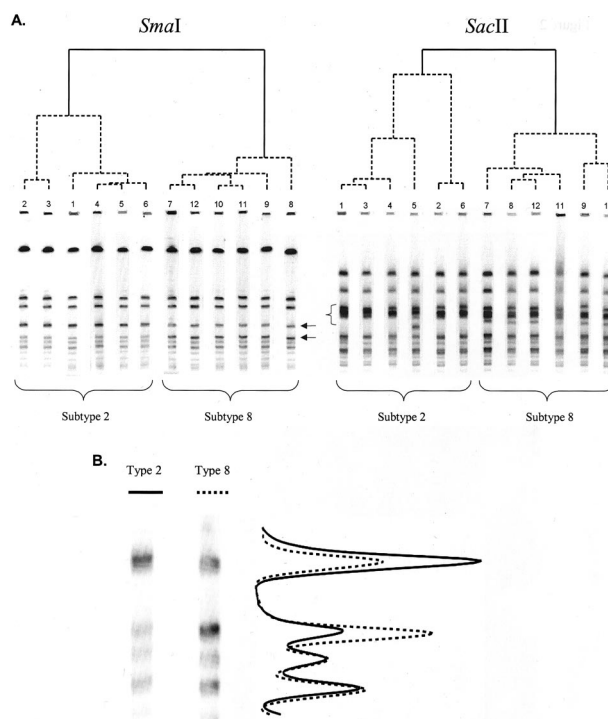 A.
SmaI
SacII
2 3 1 4 5 6 7 12 10 11 9 8
1 3 4 5 2 6 7 8 12 11 9 1
Subtype 2
Subtype 8
Subtype 2
Subtype 8
B.
Type 2
Type 8